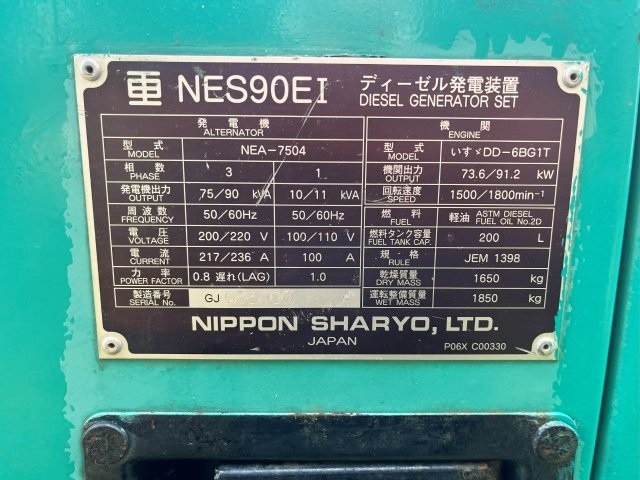 NES90EI ディーゼル発電装置
DIESEL GENERATOR SET
発電機
ALTERNATOR
型式 MODEL NEA-7504
相数 PHASE 3 1
発電機出力 OUTPUT 75/90 kVA 10/11 kVA
周波数 FREQUENCY 50/60Hz 50/60Hz
電圧 VOLTAGE 200/220 V 100/110 V
電流 CURRENT 217/236 A 100 A
力率 POWER FACTOR 0.8 遅れ(LAG) 1.0
製造番号 SERIAL No. GJ
機関
ENGINE
型式 MODEL いすゞDD-6BG1T
機関出力 OUTPUT 73.6/91.2 kW
回転速度 SPEED 1500/1800min-1
燃料 FUEL 軽油 ASTM DIESEL FUEL OIL No.2D
燃料タンク容量 FUEL TANK CAP. 200 L
規格 RULE JEM 1398
乾燥質量 DRY MASS 1650 kg
運転整備質量 WET MASS 1850 kg
NIPPON SHARYO, LTD.
JAPAN
P06X C00330